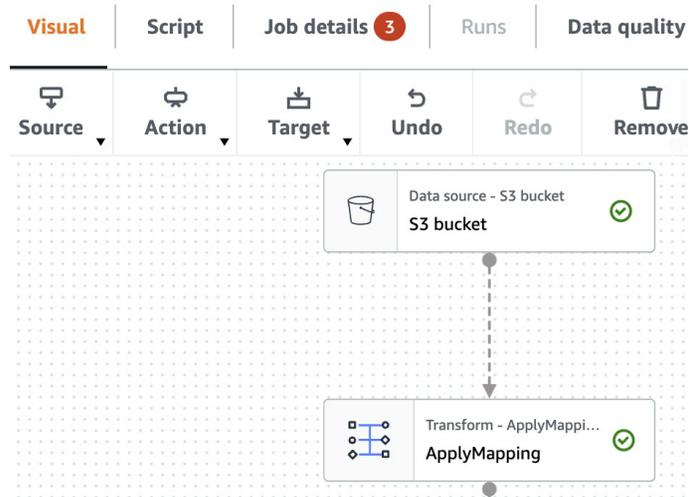 Visual Script Job details 3 Runs Data quality
Source Action Target Undo Redo Remove
Data source - S3 bucket
S3 bucket
Transform - ApplyMappi...
ApplyMapping